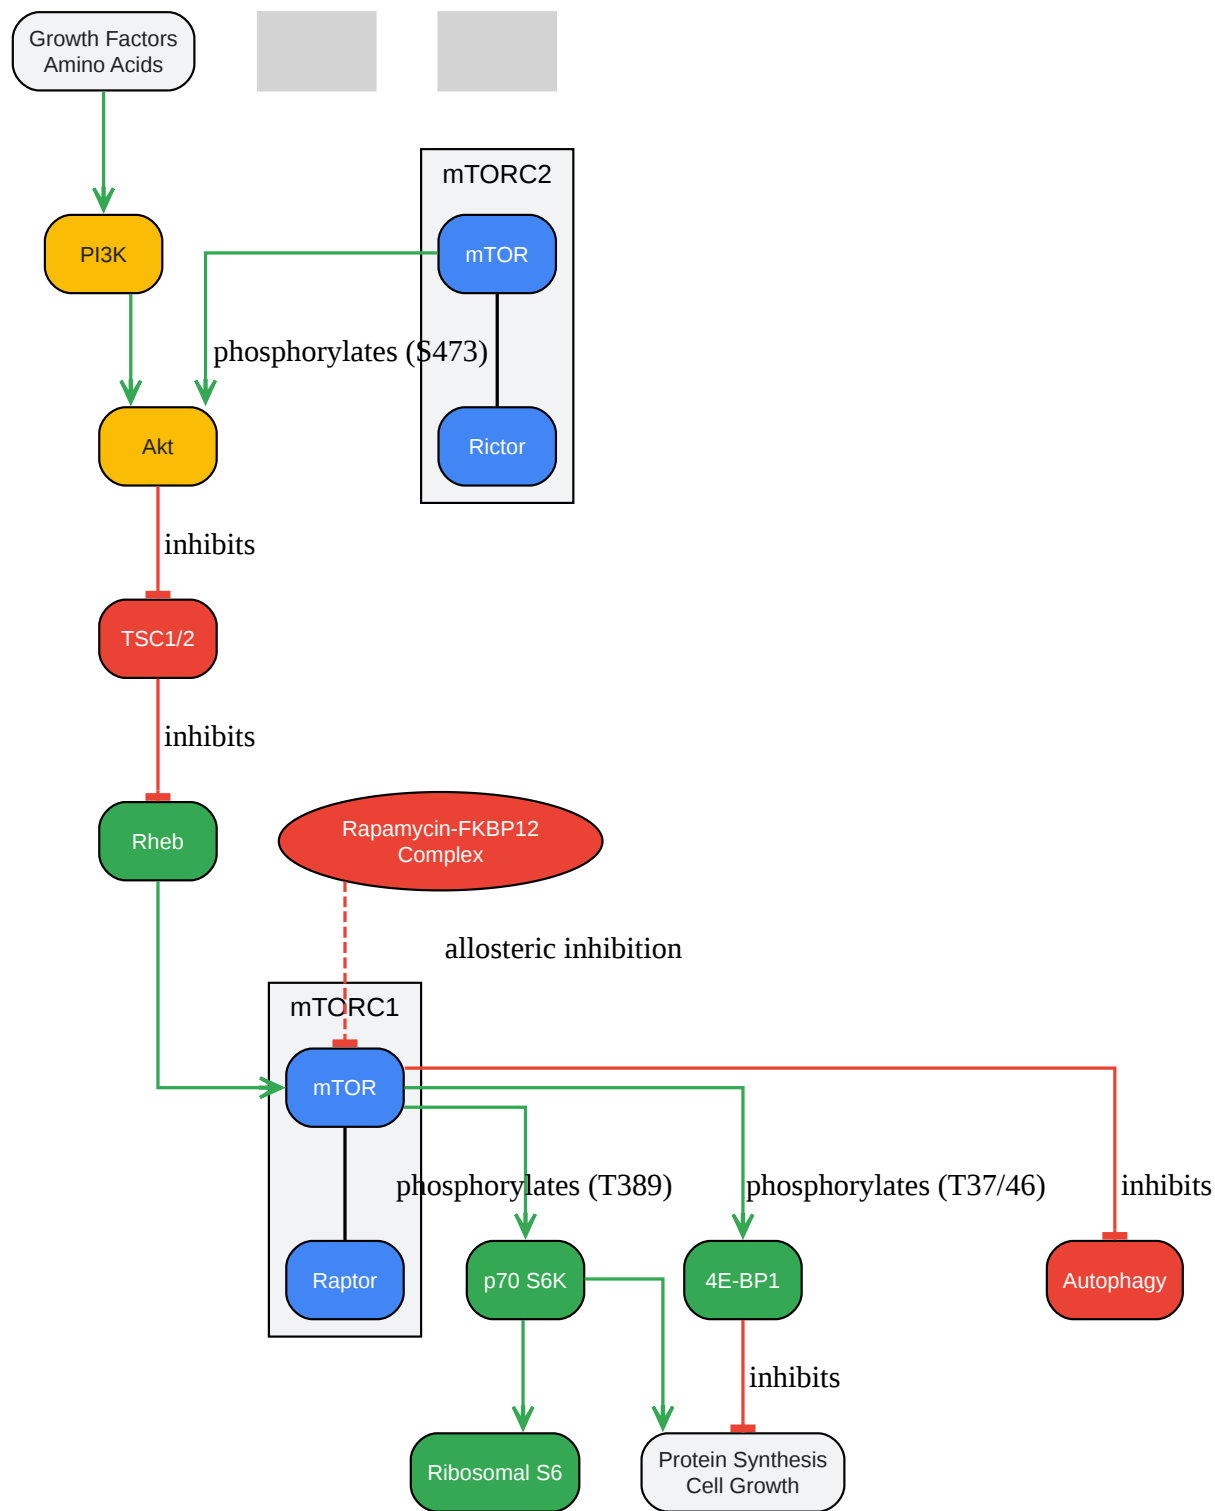 Growth Factors
Amino Acids
mTORC2
PI3K
mTOR
phosphorylates (S473)
Akt
Rictor
inhibits
TSC1/2
inhibits
Rheb
Rapamycin-FKBP12
Complex
allosteric inhibition
mTORC1
mTOR
phosphorylates (T389)
phosphorylates (T37/46)
inhibits
Raptor
p70 S6K
4E-BP1
Autophagy
inhibits
Ribosomal S6
Protein Synthesis
Cell Growth